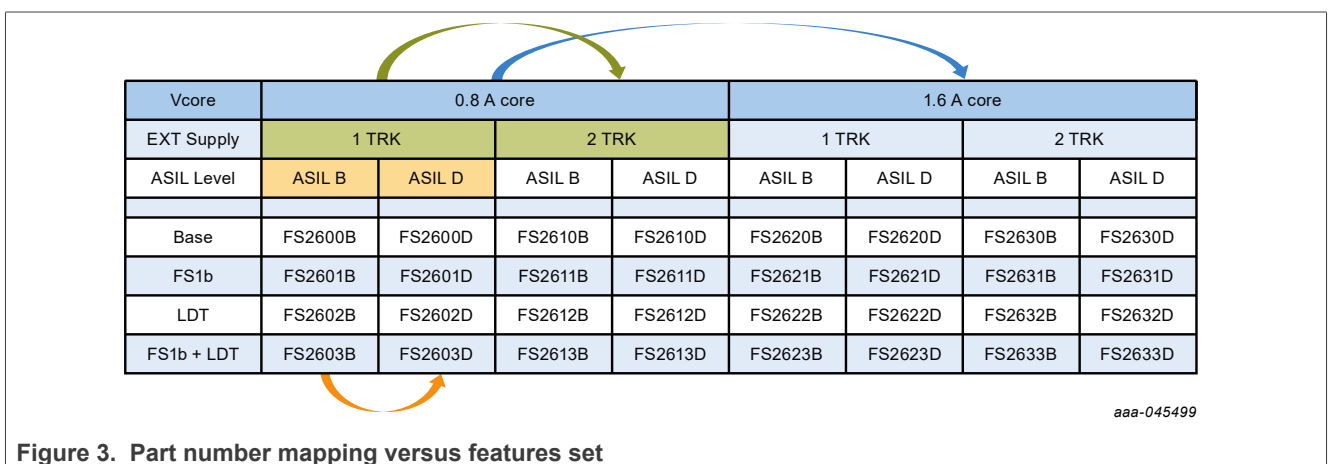 Vcore 0.8 A core 1.6 A core
EXT Supply 1 TRK 2 TRK 1 TRK 2 TRK
ASIL Level ASIL B ASIL D ASIL B ASIL D ASIL B ASIL D ASIL B ASIL D
Base FS2600B FS2600D FS2610B FS2610D FS2620B FS2620D FS2630B FS2630D
FS1b FS2601B FS2601D FS2611B FS2611D FS2621B FS2621D FS2631B FS2631D
LDT FS2602B FS2602D FS2612B FS2612D FS2622B FS2622D FS2632B FS2632D
FS1b + LDT FS2603B FS2603D FS2613B FS2613D FS2623B FS2623D FS2633B FS2633D
aaa-045499
Figure 3. Part number mapping versus features set